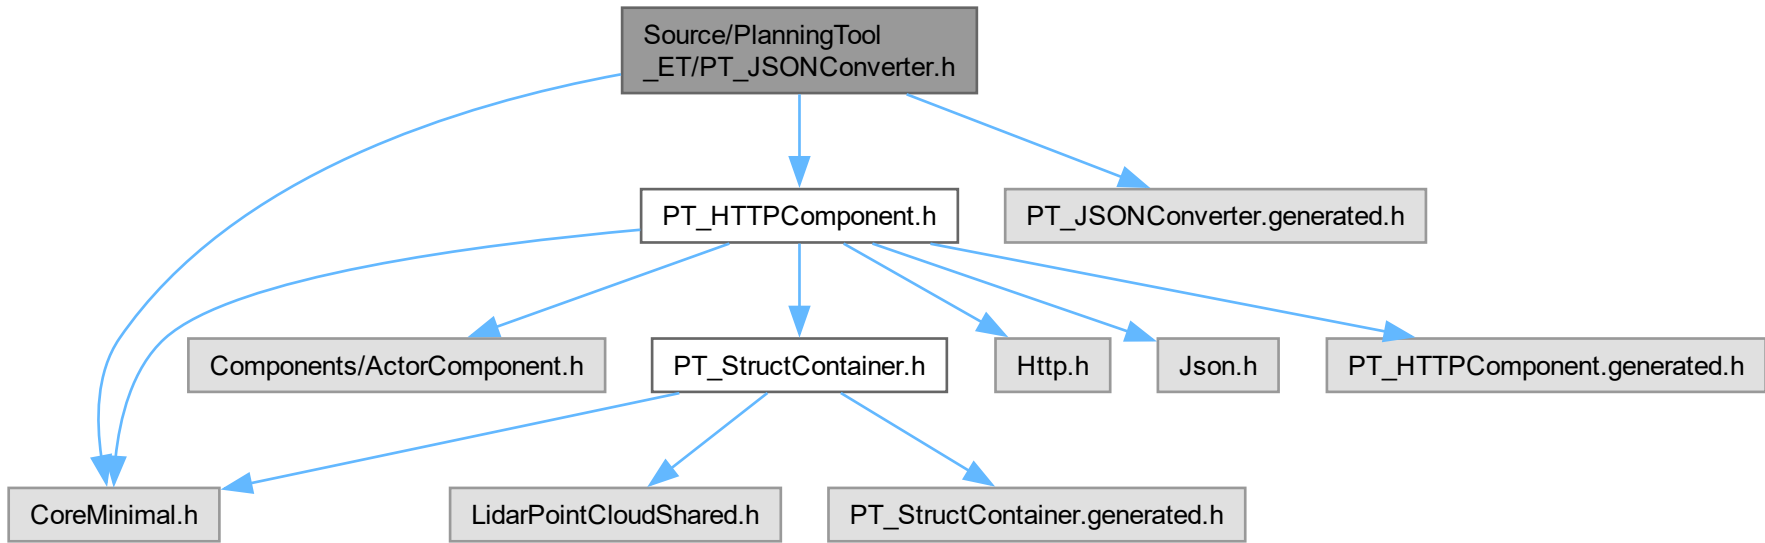 Source/PlanningTool
_ET/PT_JSONConverter.h
PT_HTTPComponent.h
PT_JSONConverter.generated.h
Components/ActorComponent.h
PT_StructContainer.h
Http.h
Json.h
PT_HTTPComponent.generated.h
CoreMinimal.h
LidarPointCloudShared.h
PT_StructContainer.generated.h